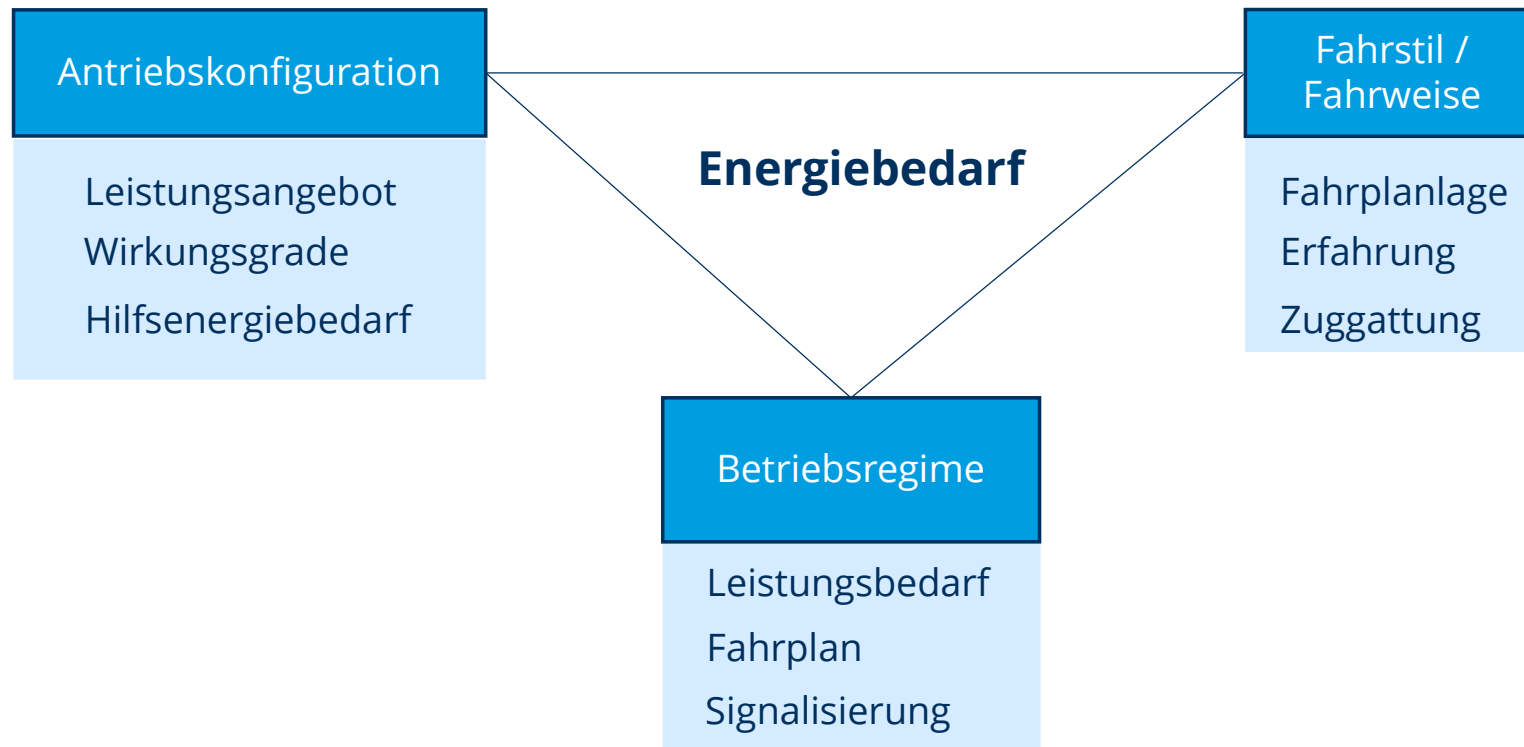 Antriebskonfiguration
Leistungsangebot
Wirkungsgrade
Hilfsenergiebedarf
Energiebedarf
Fahrstil /
Fahrweise
Fahrplanlage
Erfahrung
Zuggattung
Betriebsregime
Leistungsbedarf
Fahrplan
Signalisierung